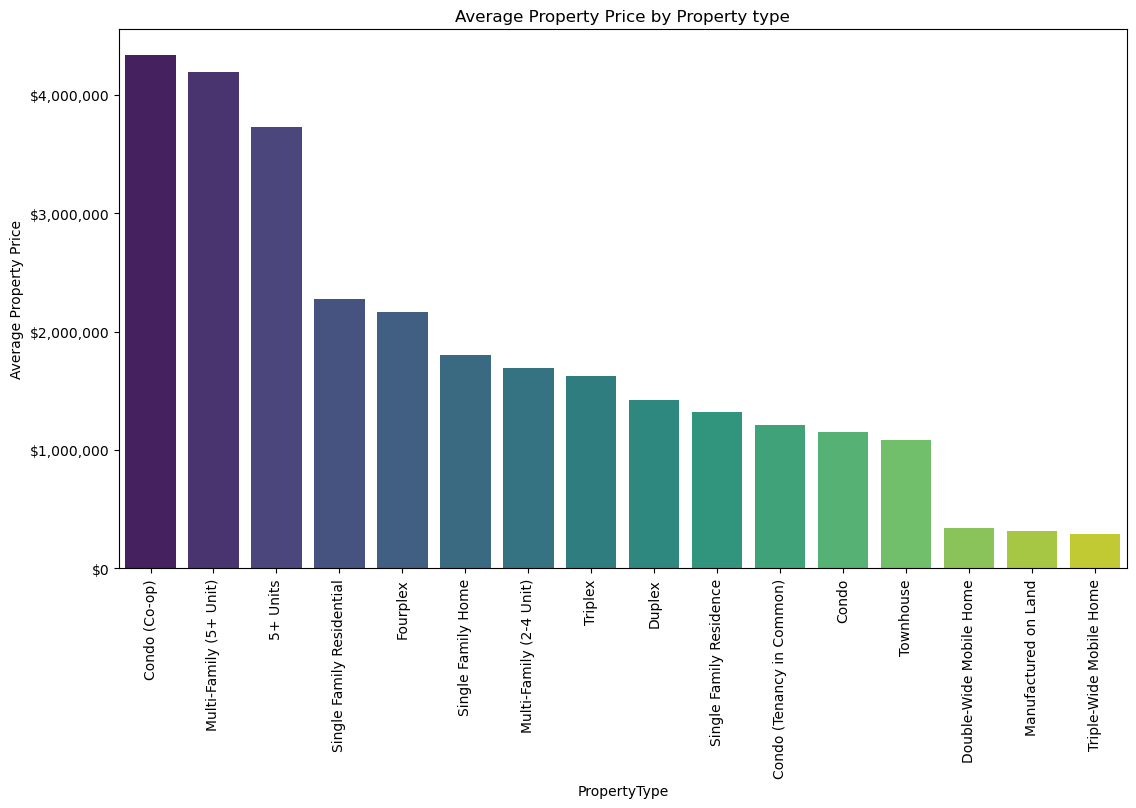 Average Property Price by Property type
Average Property Price
$4,000,000
$3,000,000
$2,000,000
$1,000,000
$0
Condo (Co-op)
Multi-Family (5+ Unit)
5+ Units
Single Family Residential
Fourplex
Single Family Home
Multi-Family (2-4 Unit)
Triplex
Duplex
Single Family Residence
Condo (Tenancy in Common)
Condo
Townhouse
Double-Wide Mobile Home
Manufactured on Land
Triple-Wide Mobile Home
PropertyType